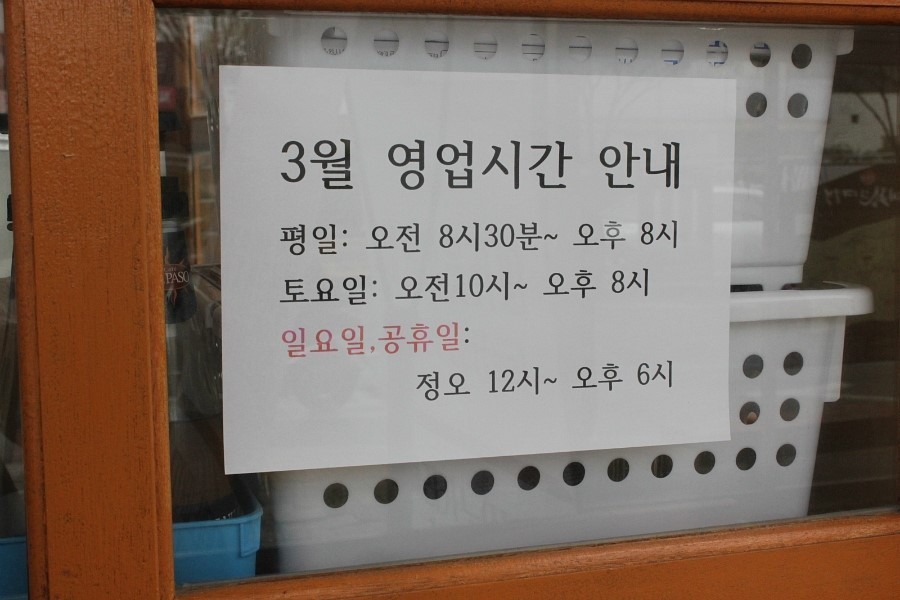 3월 영업시간 안내
평일: 오전 8시30분~ 오후 8시
토요일: 오전10시~ 오후 8시
일요일,공휴일:
정오 12시~ 오후 6시
PASO